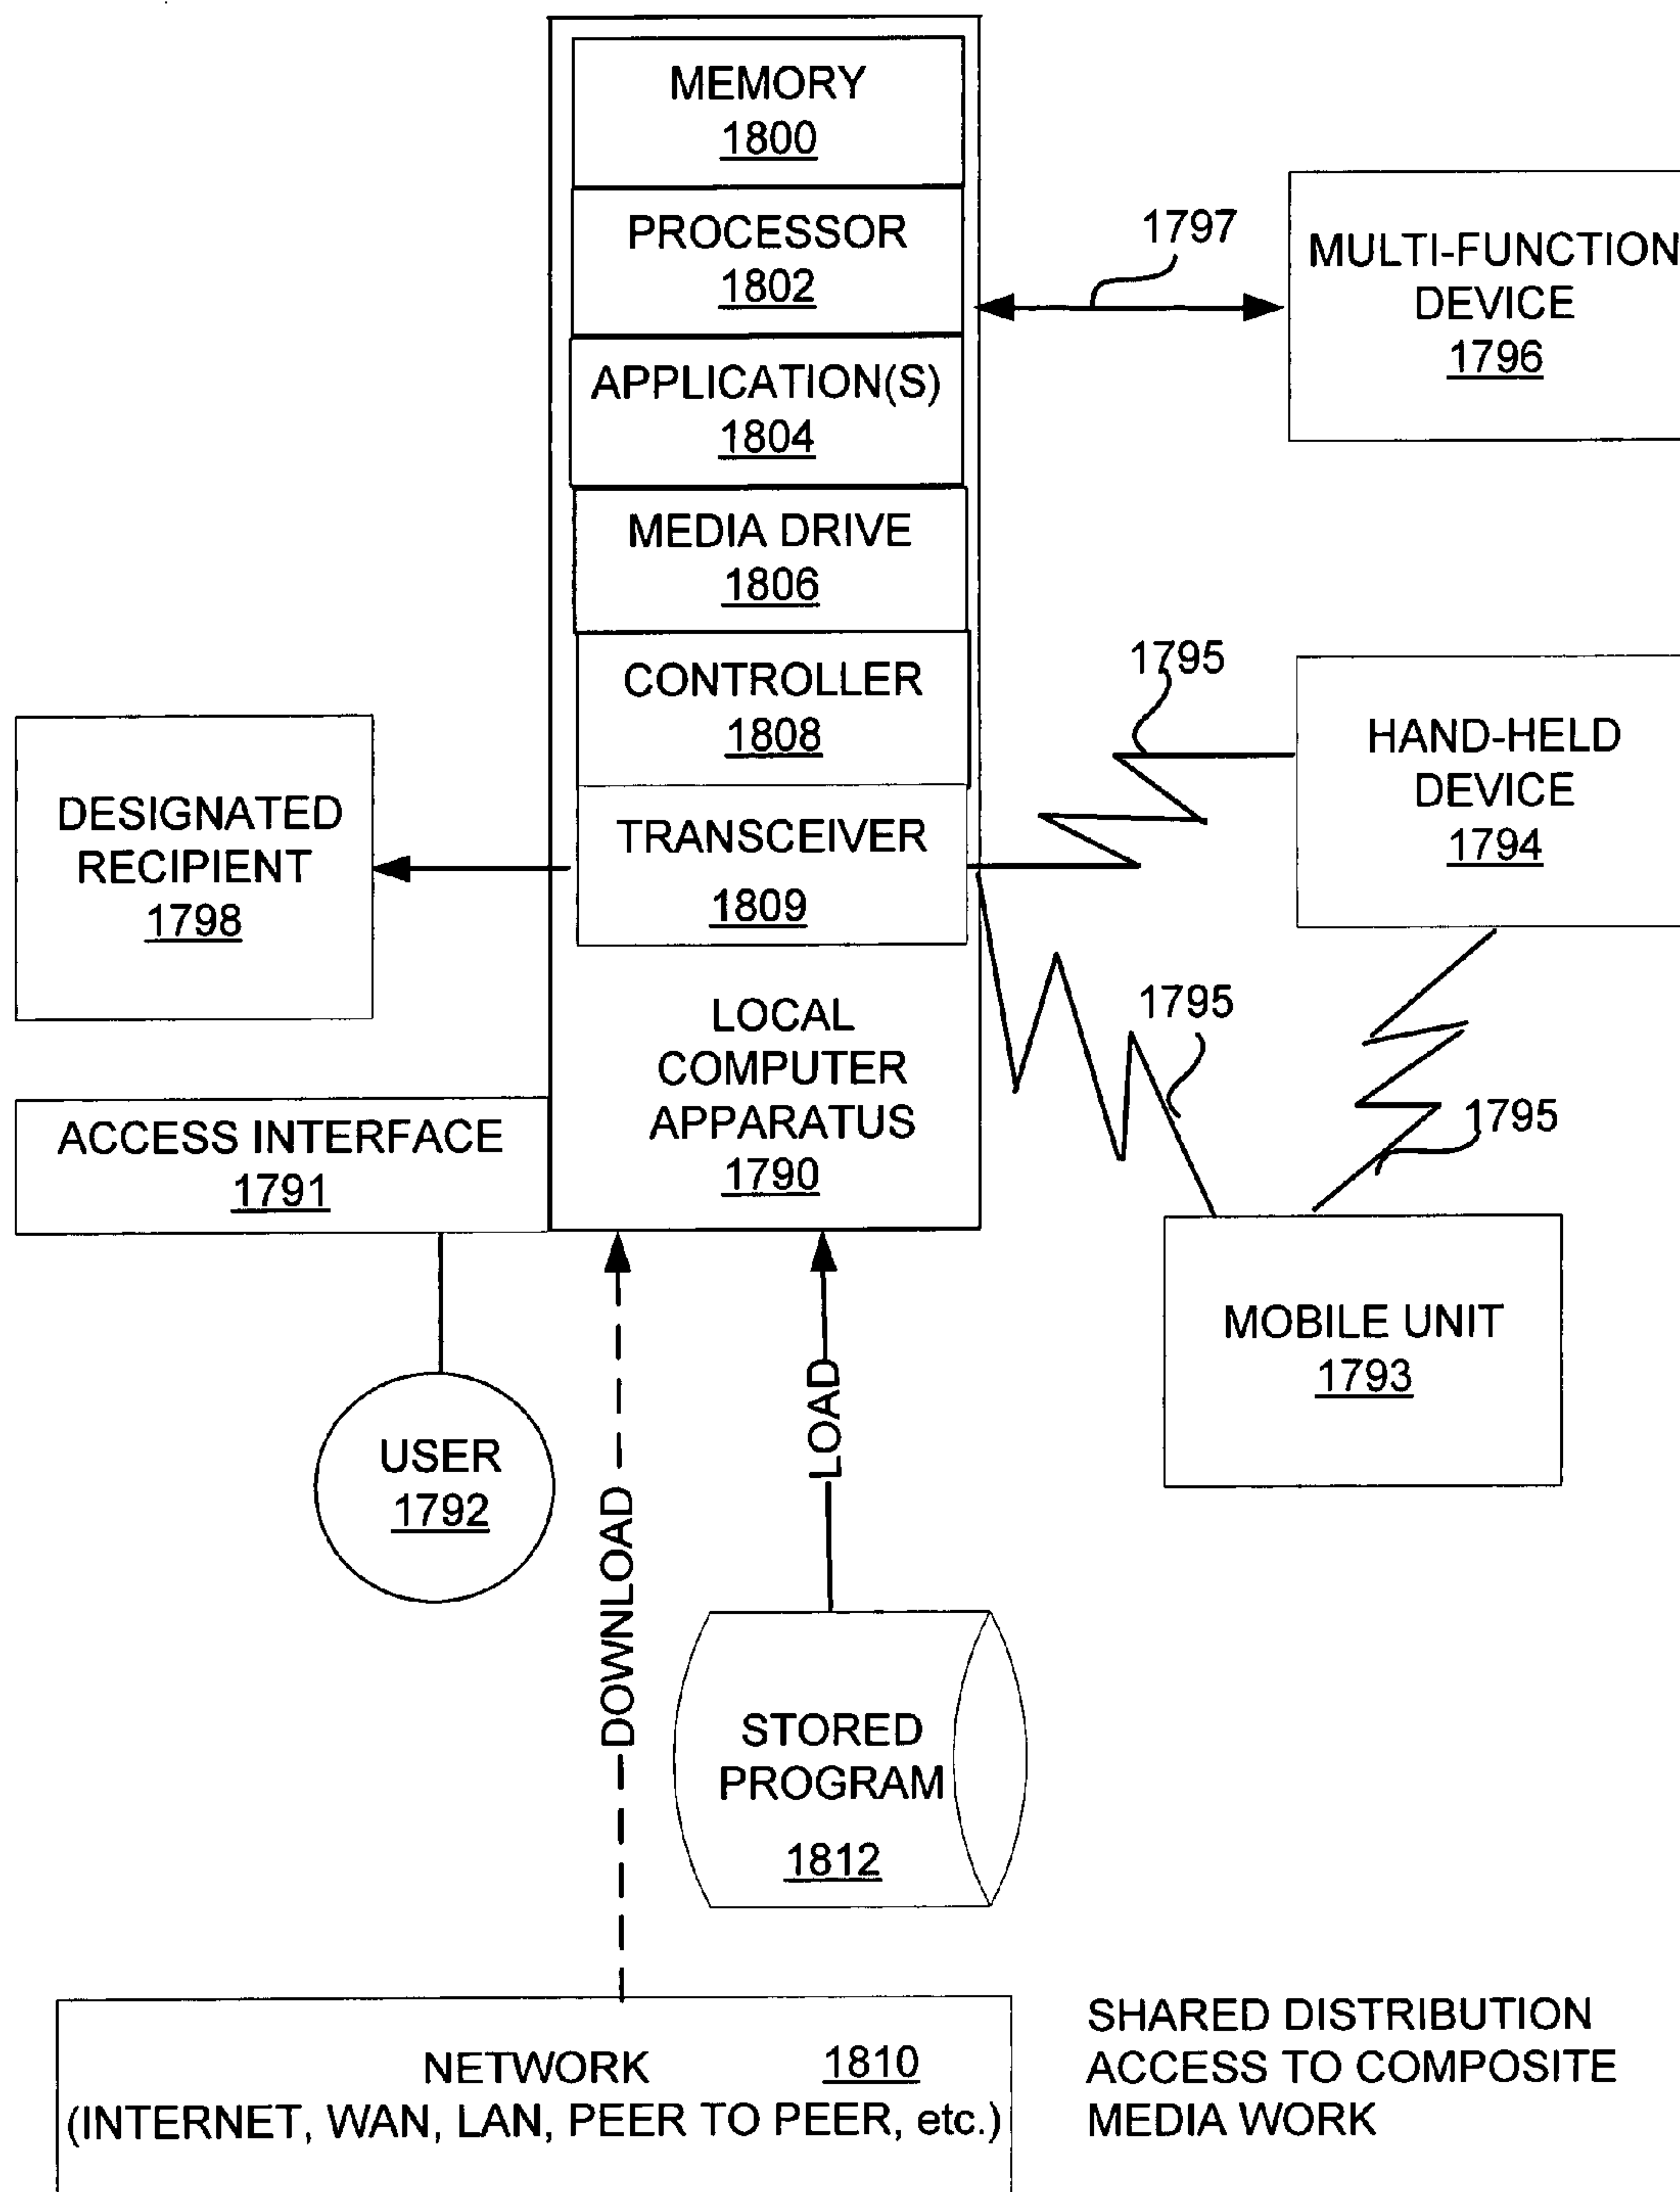 MEMORY
1800
PROCESSOR
1802
APPLICATION(S)
1804
MEDIA DRIVE
1806
CONTROLLER
1808
TRANSCEIVER
1809
LOCAL
COMPUTER
APPARATUS
1790
1797
MULTI-FUNCTION
DEVICE
1796
1795
HAND-HELD
DEVICE
1794
DESIGNATED
RECIPIENT
1798
1795
1795
ACCESS INTERFACE
1791
MOBILE UNIT
1793
USER
1792
DOWNLOAD
LOAD
STORED
PROGRAM
1812
NETWORK 1810
(INTERNET, WAN, LAN, PEER TO PEER, etc.)
SHARED DISTRIBUTION
ACCESS TO COMPOSITE
MEDIA WORK